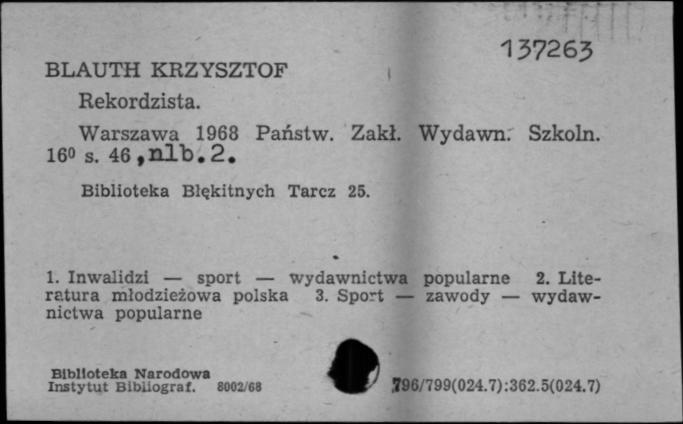 137263
BLAUTH KRZYSZTOF
Rekordzista.
Warszawa 1968 Państw. Zakł. Wydawn. Szkoln.
16⁰ s. 46, nlb. 2.
Biblioteka Błękitnych Tarcz 25.
1. Inwalidzi — sport — wydawnictwa popularne 2. Lite-
ratura młodzieżowa polska 3. Sport — zawody — wydaw-
nictwa popularne
Biblioteka Narodowa
Instytut Bibliograf. 8002/68 796/799(024.7):362.5(024.7)